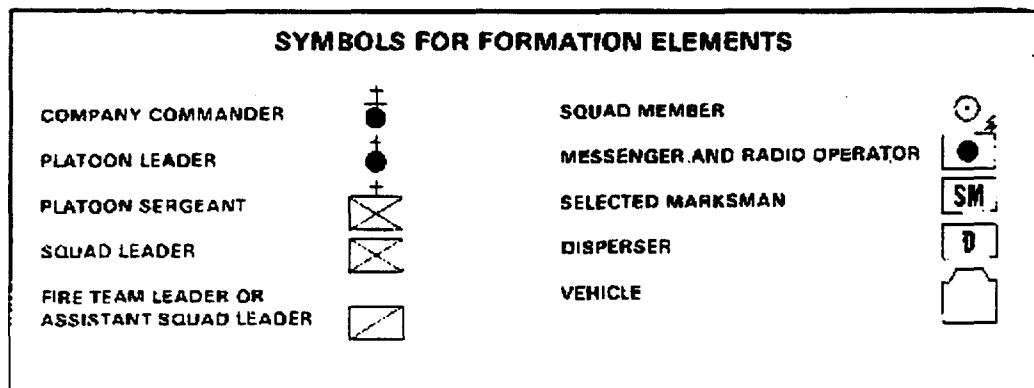 SYMBOLS FOR FORMATION ELEMENTS
COMPANY COMMANDER
PLATOON LEADER
PLATOON SERGEANT
SQUAD LEADER
FIRE TEAM LEADER OR
ASSISTANT SQUAD LEADER
SQUAD MEMBER
MESSENGER AND RADIO OPERATOR
SELECTED MARKSMAN
SM
DISPERSER
D
VEHICLE